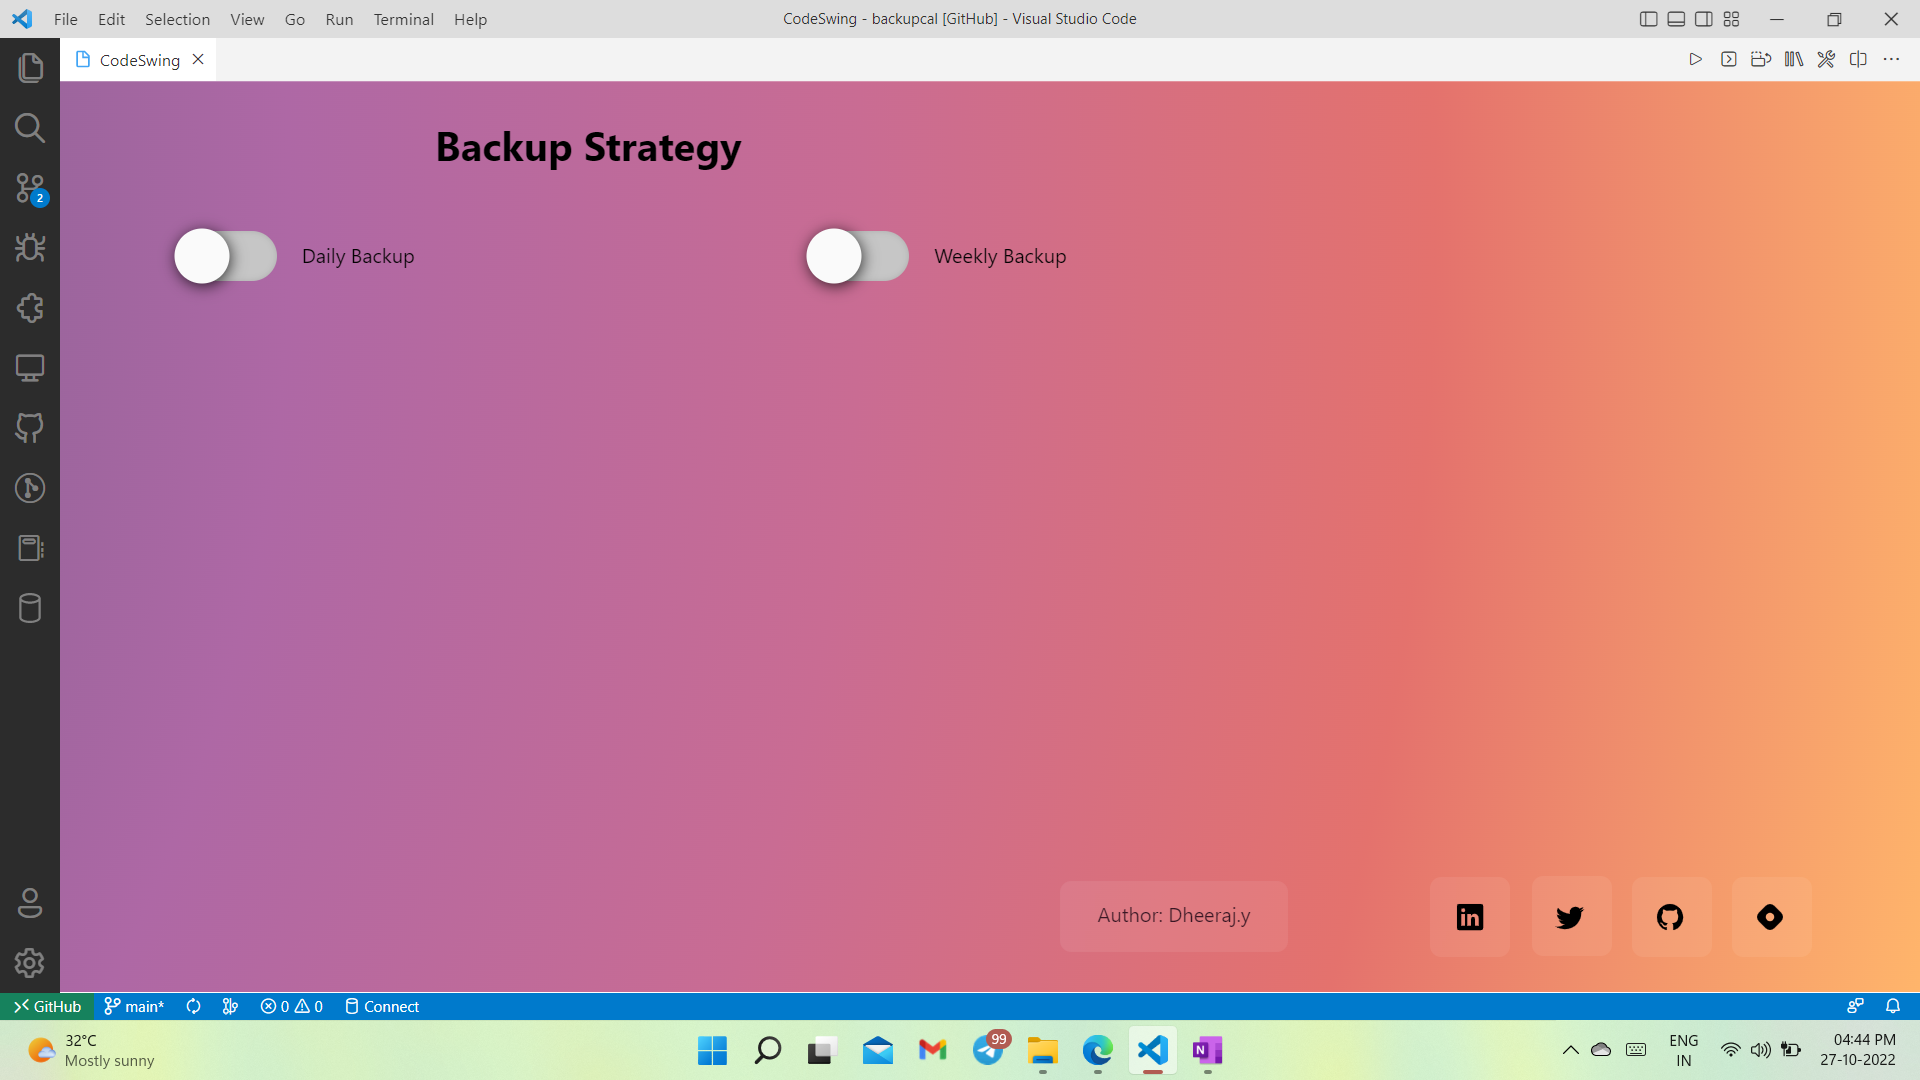 File Edit Selection View Go Run Terminal Help
CodeSwing - backupcal [GitHub] - Visual Studio Code
CodeSwing
Backup Strategy
Daily Backup
Weekly Backup
2
Author: Dheeraj.y
in
GitHub main* 0 0 Connect
32°C
Mostly sunny
99
N
ENG
IN
04:44 PM
27-10-2022